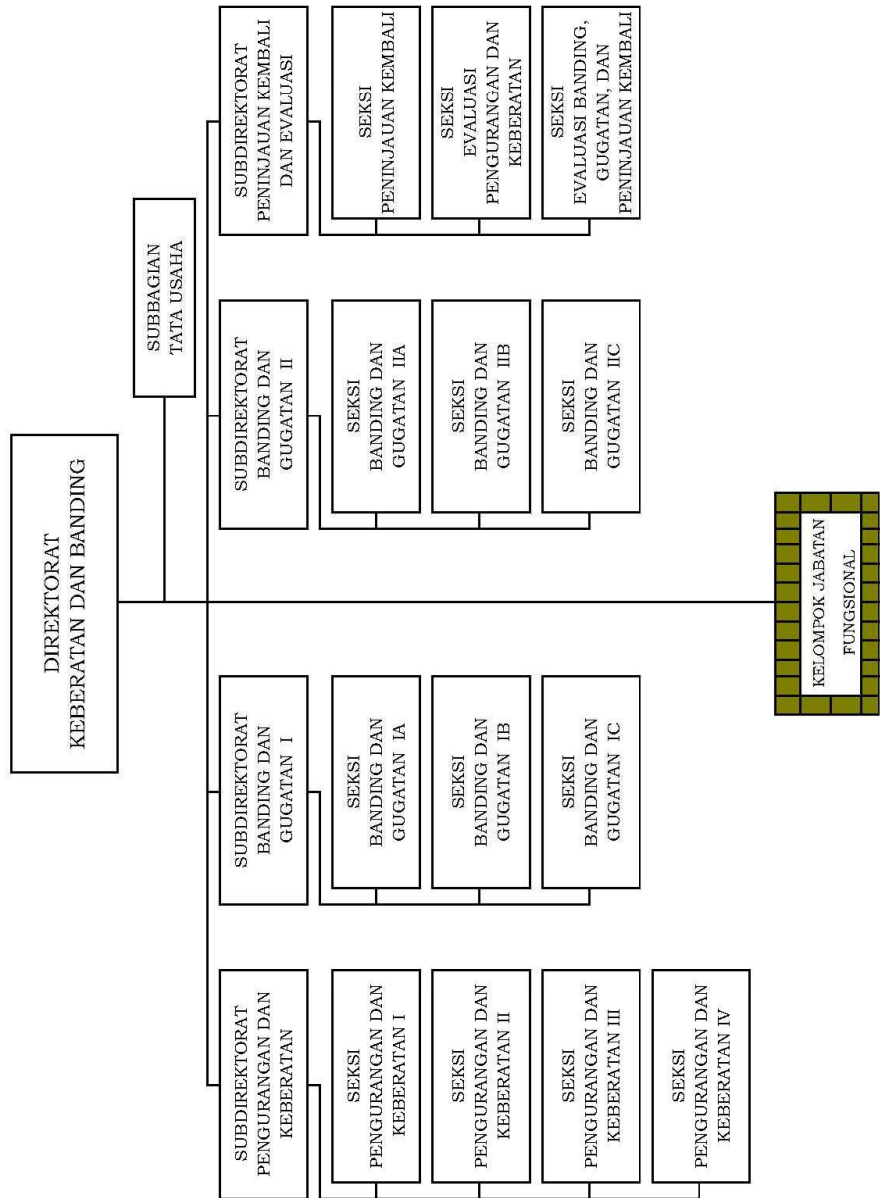 DIREKTORAT
KEBERATAN DAN BANDING
SUBBAGIAN
TATA USAHA
SUBDIREKTORAT
PENGURANGAN DAN
KEBERATAN
SEKSI
PENGURANGAN DAN
KEBERATAN I
SEKSI
PENGURANGAN DAN
KEBERATAN II
SEKSI
PENGURANGAN DAN
KEBERATAN III
SEKSI
PENGURANGAN DAN
KEBERATAN IV
SUBDIREKTORAT
BANDING DAN
GUGATAN I
SEKSI
BANDING DAN
GUGATAN IA
SEKSI
BANDING DAN
GUGATAN IB
SEKSI
BANDING DAN
GUGATAN IC
SUBDIREKTORAT
BANDING DAN
GUGATAN II
SEKSI
BANDING DAN
GUGATAN IIA
SEKSI
BANDING DAN
GUGATAN IIB
SEKSI
BANDING DAN
GUGATAN IIC
SUBDIREKTORAT
PENINJAUAN KEMBALI
DAN EVALUASI
SEKSI
PENINJAUAN KEMBALI
SEKSI
EVALUASI
PENGURANGAN DAN
KEBERATAN
SEKSI
EVALUASI BANDING,
GUGATAN, DAN
PENINJAUAN KEMBALI
KELOMPOK JABATAN
FUNGSIONAL